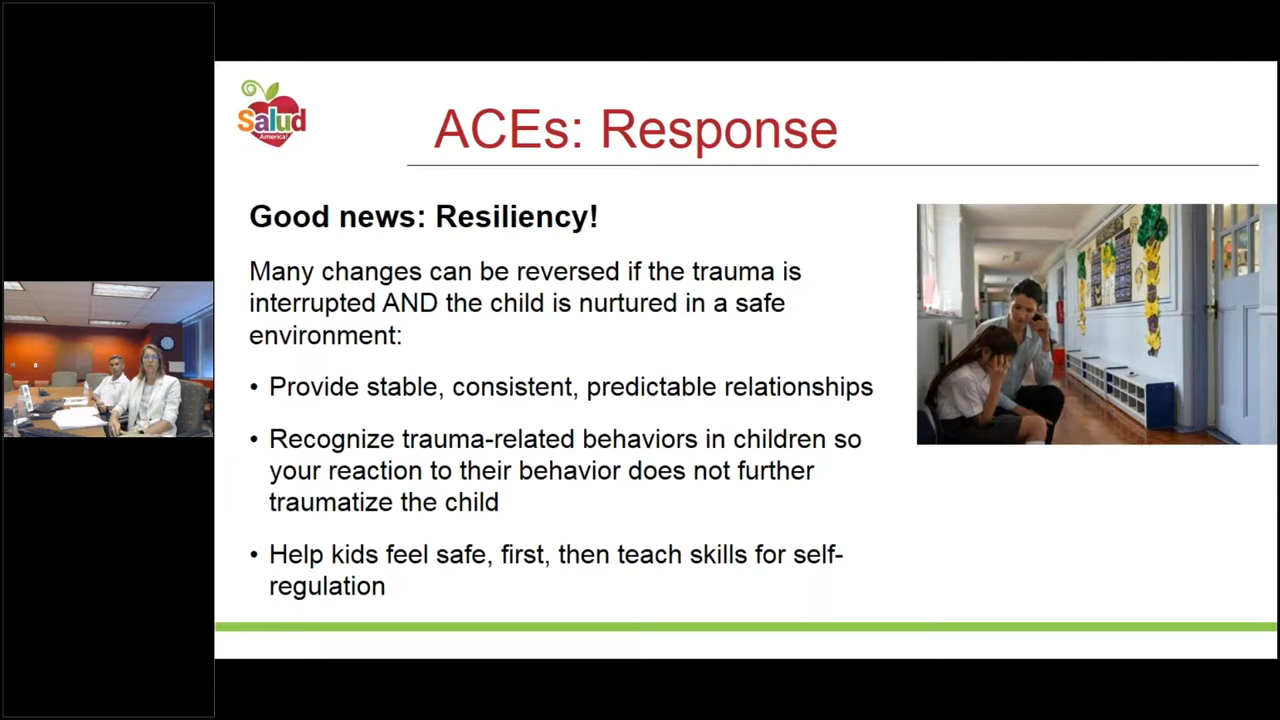 Salud
America!
ACEs: Response
Good news: Resiliency!
Many changes can be reversed if the trauma is
interrupted AND the child is nurtured in a safe
environment:
• Provide stable, consistent, predictable relationships
• Recognize trauma-related behaviors in children so
your reaction to their behavior does not further
traumatize the child
• Help kids feel safe, first, then teach skills for self-
regulation